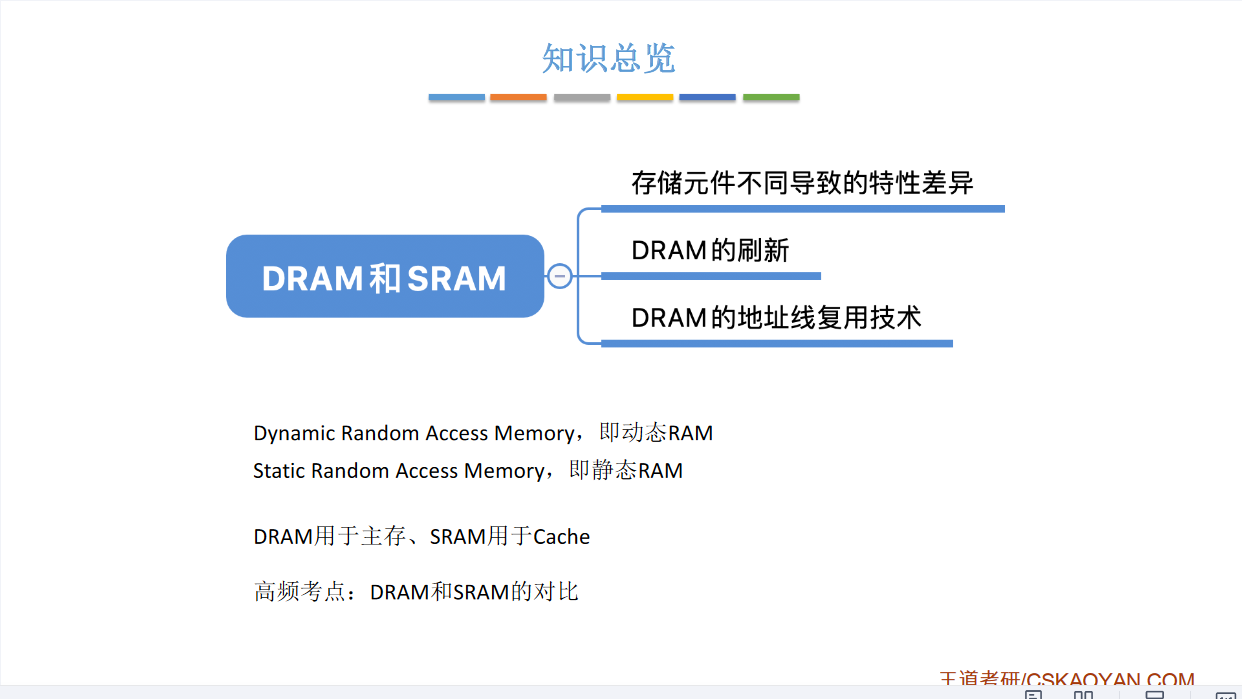 知识总览
存储元件不同导致的特性差异
DRAM的刷新
DRAM和SRAM
DRAM的地址线复用技术
Dynamic Random Access Memory，即动态RAM
Static Random Access Memory，即静态RAM
DRAM用于主存、SRAM用于Cache
高频考点：DRAM和SRAM的对比
王道考研/CSKAOYAN.COM